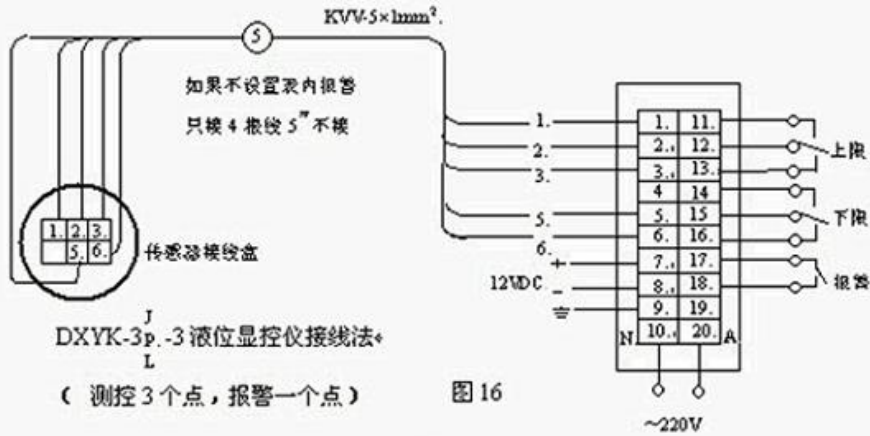 KVV-5×1mm².
5
如果不设置表内报警
只接4根线5"不接
1.
2.
3.
5.
6.
+
12VDC
−
1. 11.
2. 12.
3. 13.
4 14
5. 15
6. 16.
7. 17.
8. 18.
9. 19.
10. 20.
N
A
上限
下限
报警
1. 2. 3.
5. 6.
传感器接线盒
J
DXYK-3P.-3液位显控仪接线法
L
( 测控3个点，报警一个点)
图16
~220V